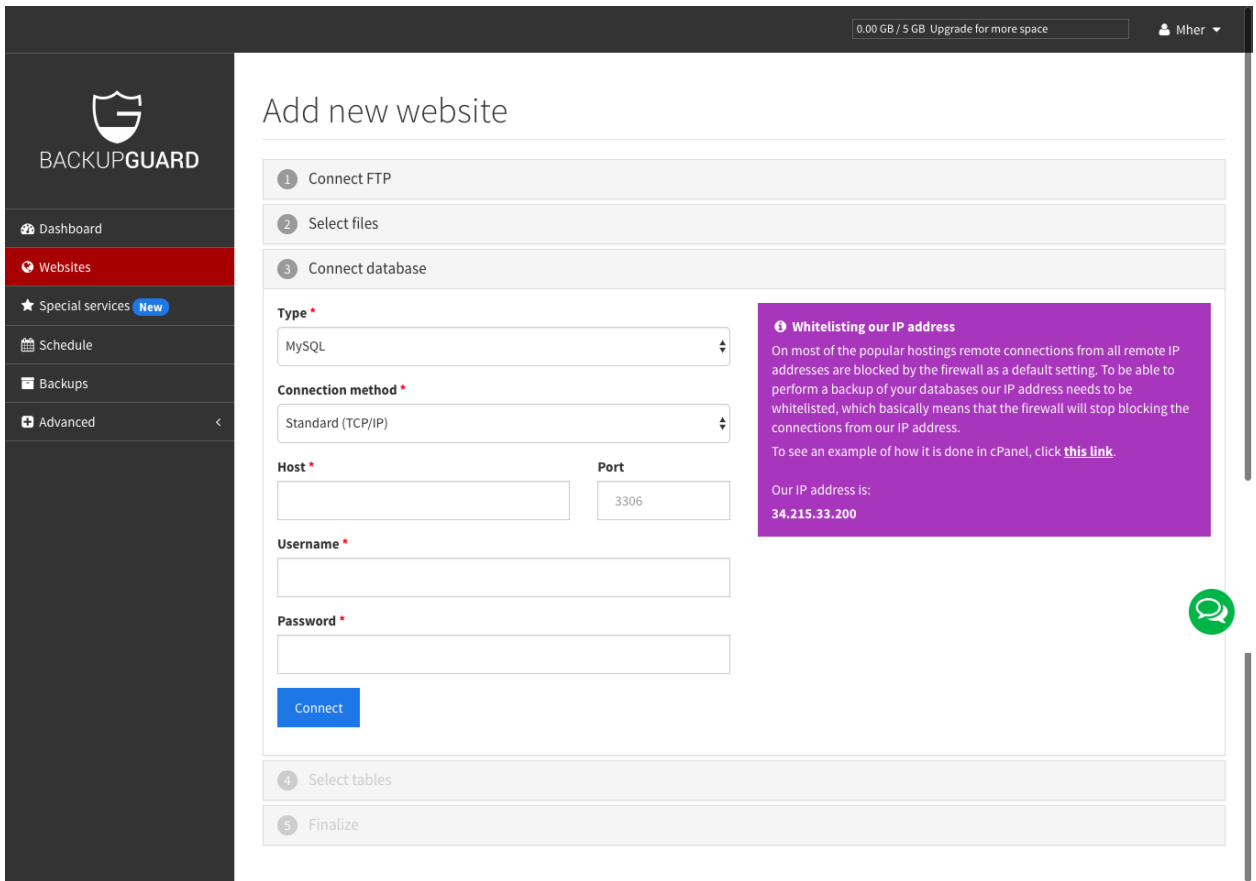 0.00 GB / 5 GB Upgrade for more space
Mher
BACKUPGUARD
Dashboard
Websites
Special services New
Schedule
Backups
Advanced
Add new website
1 Connect FTP
2 Select files
3 Connect database
Type *
MySQL
Connection method *
Standard (TCP/IP)
Host * Port
3306
Username *
Password *
Connect
Whitelisting our IP address
On most of the popular hostings remote connections from all remote IP
addresses are blocked by the firewall as a default setting. To be able to
perform a backup of your databases our IP address needs to be
whitelisted, which basically means that the firewall will stop blocking the
connections from our IP address.
To see an example of how it is done in cPanel, click this link.
Our IP address is:
34.215.33.200
4 Select tables
5 Finalize